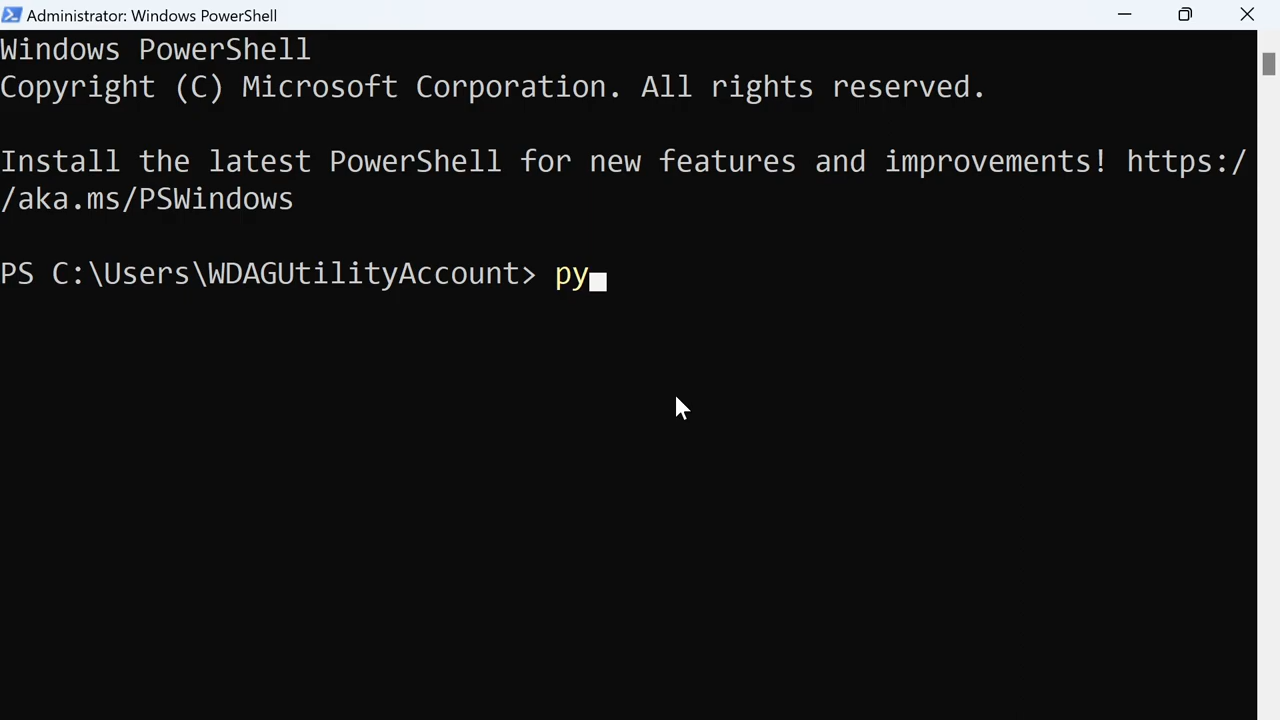 Administrator: Windows PowerShell
Windows PowerShell
Copyright (C) Microsoft Corporation. All rights reserved.
Install the latest PowerShell for new features and improvements! https:/
/aka.ms/PSWindows
PS C:\Users\WDAGUtilityAccount> py